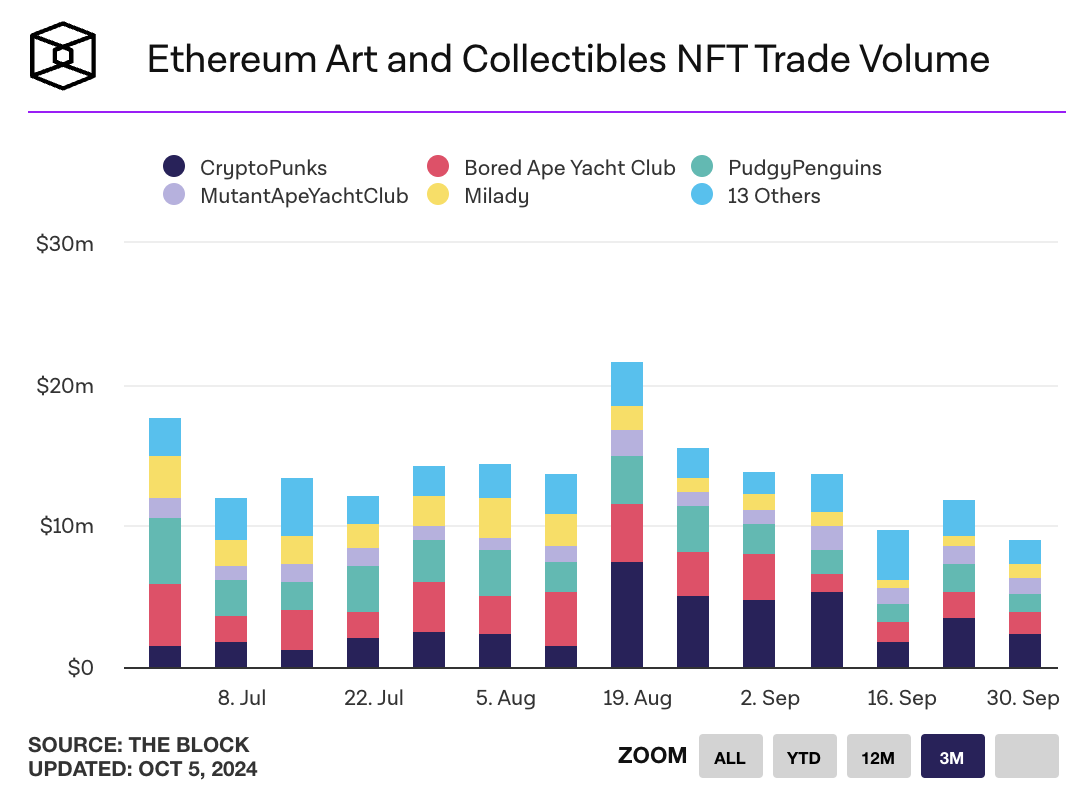 Ethereum Art and Collectibles NFT Trade Volume
CryptoPunks
Bored Ape Yacht Club
PudgyPenguins
MutantApeYachtClub
Milady
13 Others
$30m
$20m
$10m
$0
8. Jul
22. Jul
5. Aug
19. Aug
2. Sep
16. Sep
30. Sep
SOURCE: THE BLOCK
UPDATED: OCT 5, 2024
ZOOM
ALL
YTD
12M
3M